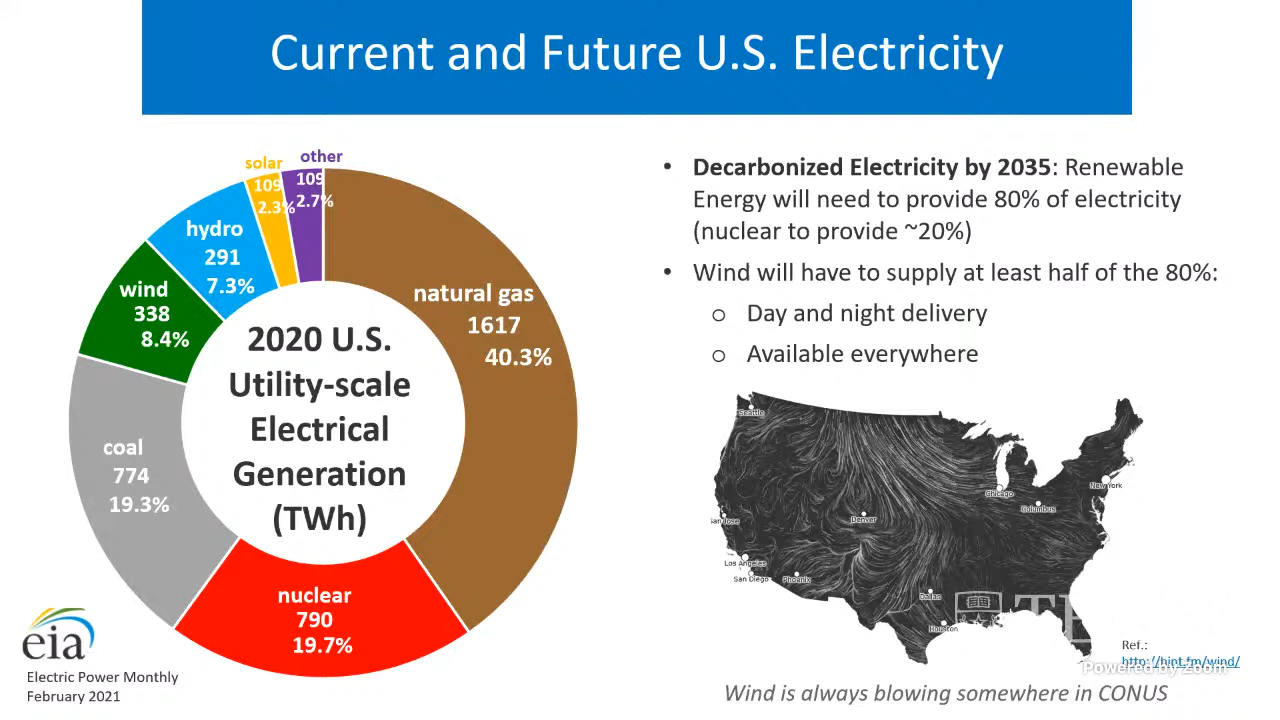 Current and Future U.S. Electricity
solar
109
2.3%
other
109
2.7%
hydro
291
7.3%
wind
338
8.4%
natural gas
1617
40.3%
coal
774
19.3%
nuclear
790
19.7%
2020 U.S.
Utility-scale
Electrical
Generation
(TWh)
eia
Electric Power Monthly
February 2021
• Decarbonized Electricity by 2035: Renewable
Energy will need to provide 80% of electricity
(nuclear to provide ~20%)
• Wind will have to supply at least half of the 80%:
o Day and night delivery
o Available everywhere
Seattle
Chicago
New York
Columbus
Denver
Los Angeles
San Diego
Phoenix
Dallas
Houston
Ref.:
http://hint.fm/wind/
Powered by Zoom
Wind is always blowing somewhere in CONUS